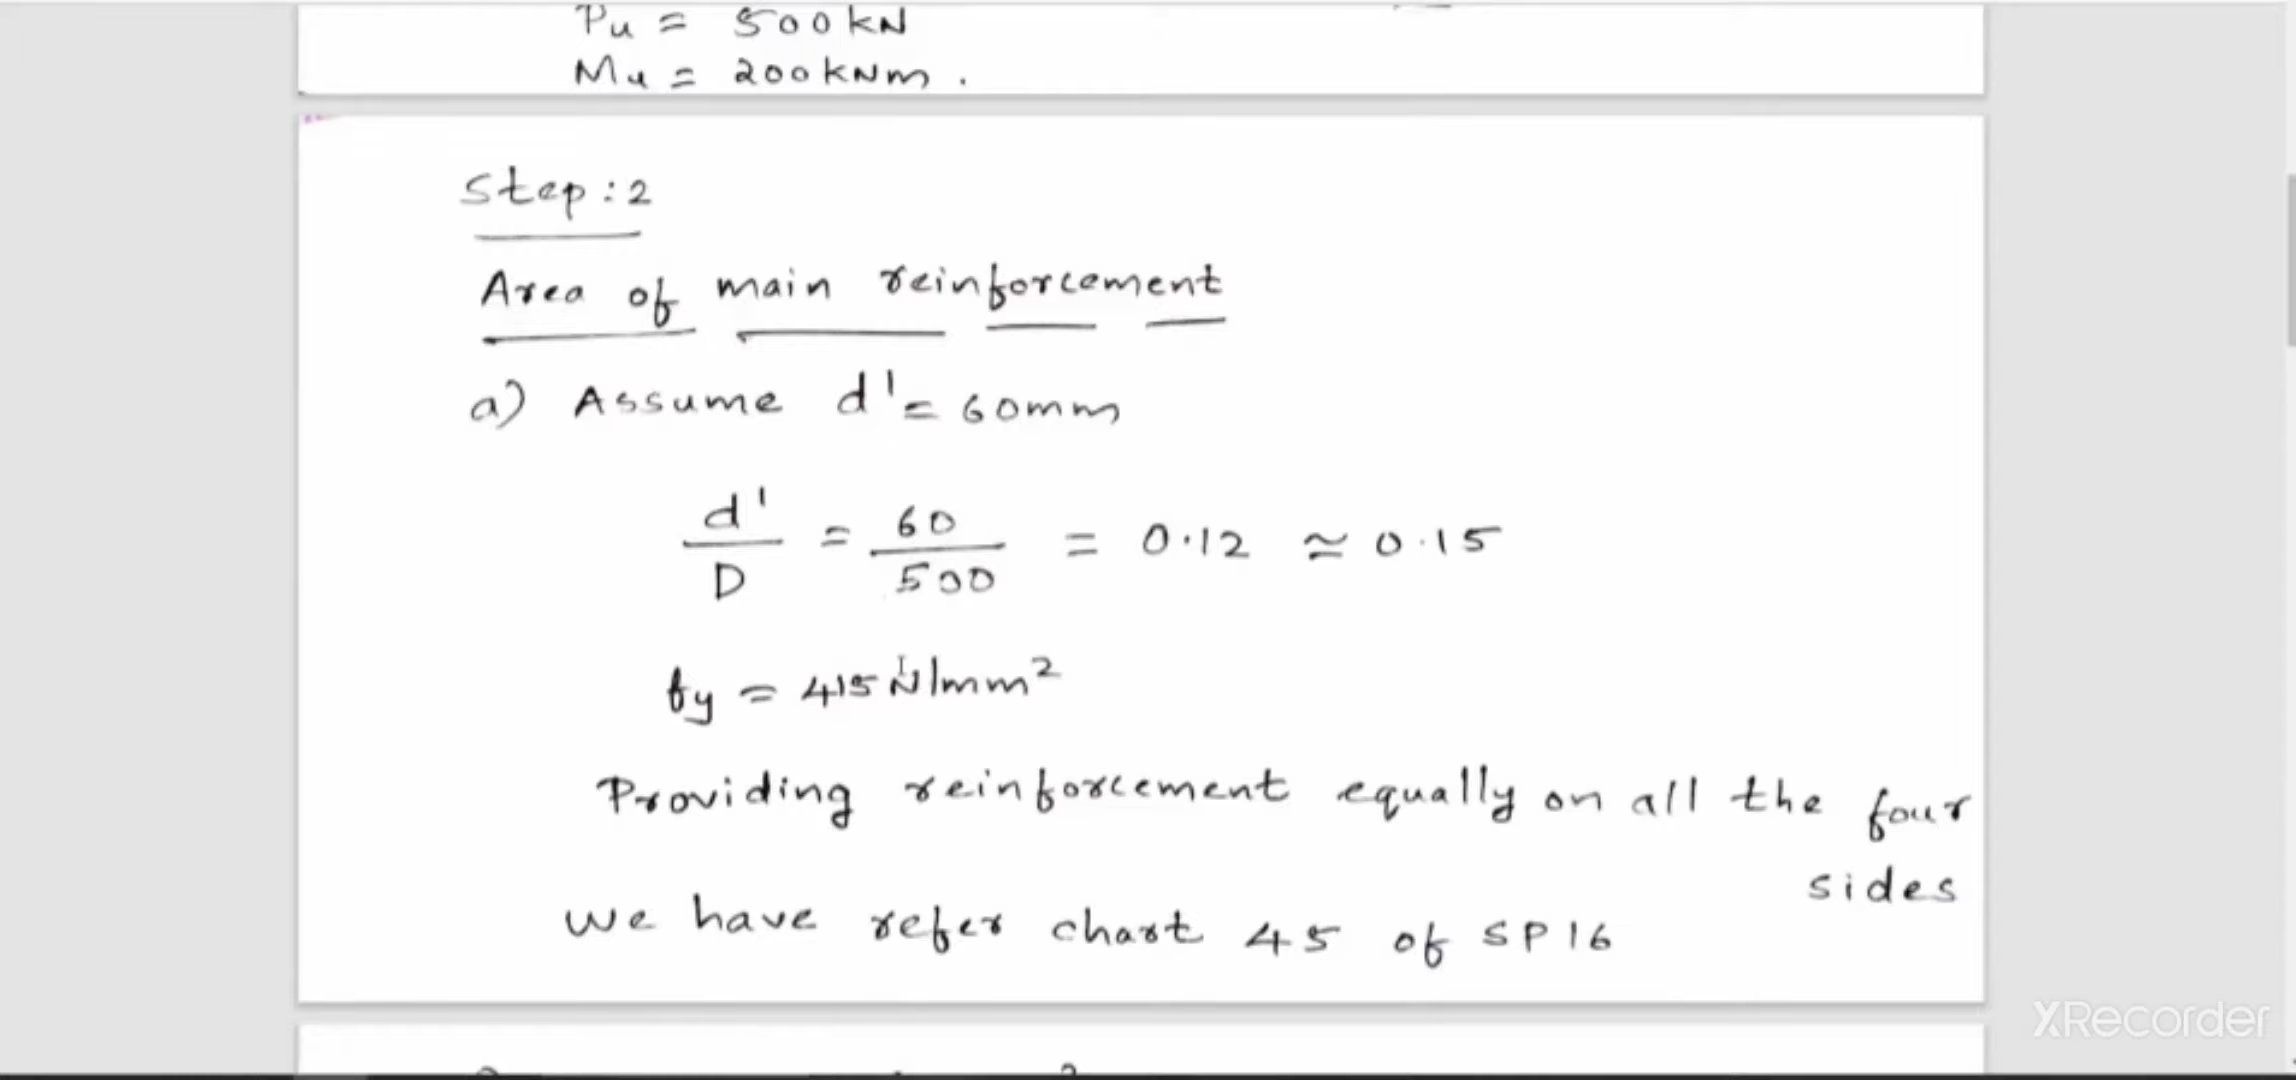 Pu = 500kN
Mu = 200kNm.
Step:2
Area of main reinforcement
a) Assume d' = 60mm
d'/D = 60/500 = 0.12 ≃ 0.15
fy = 415 N/mm²
Providing reinforcement equally on all the four
sides
We have refer chart 45 of SP16
XRecorder